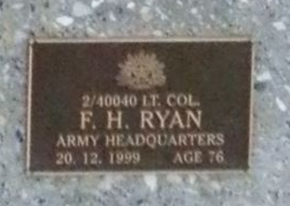 2/40040 LT. COL.
F. H. RYAN
ARMY HEADQUARTERS
20. 12. 1999 AGE 76